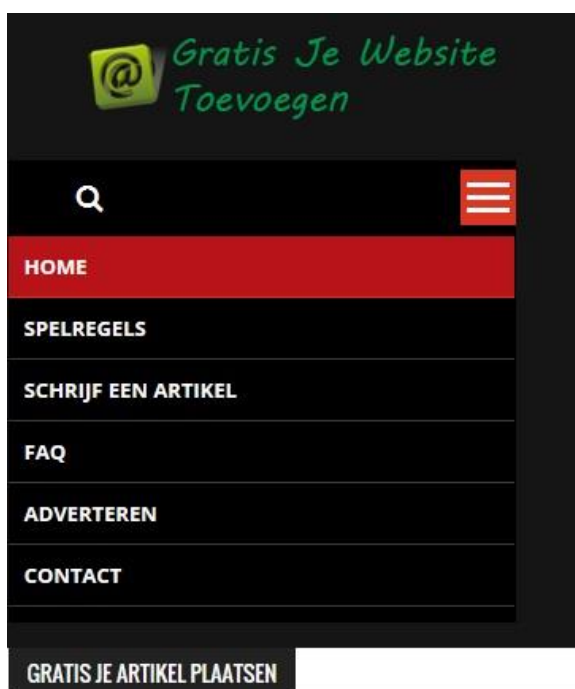 Gratis Je Website
Toevoegen
HOME
SPELREGELS
SCHRIJF EEN ARTIKEL
FAQ
ADVERTEREN
CONTACT
GRATIS JE ARTIKEL PLAATSEN